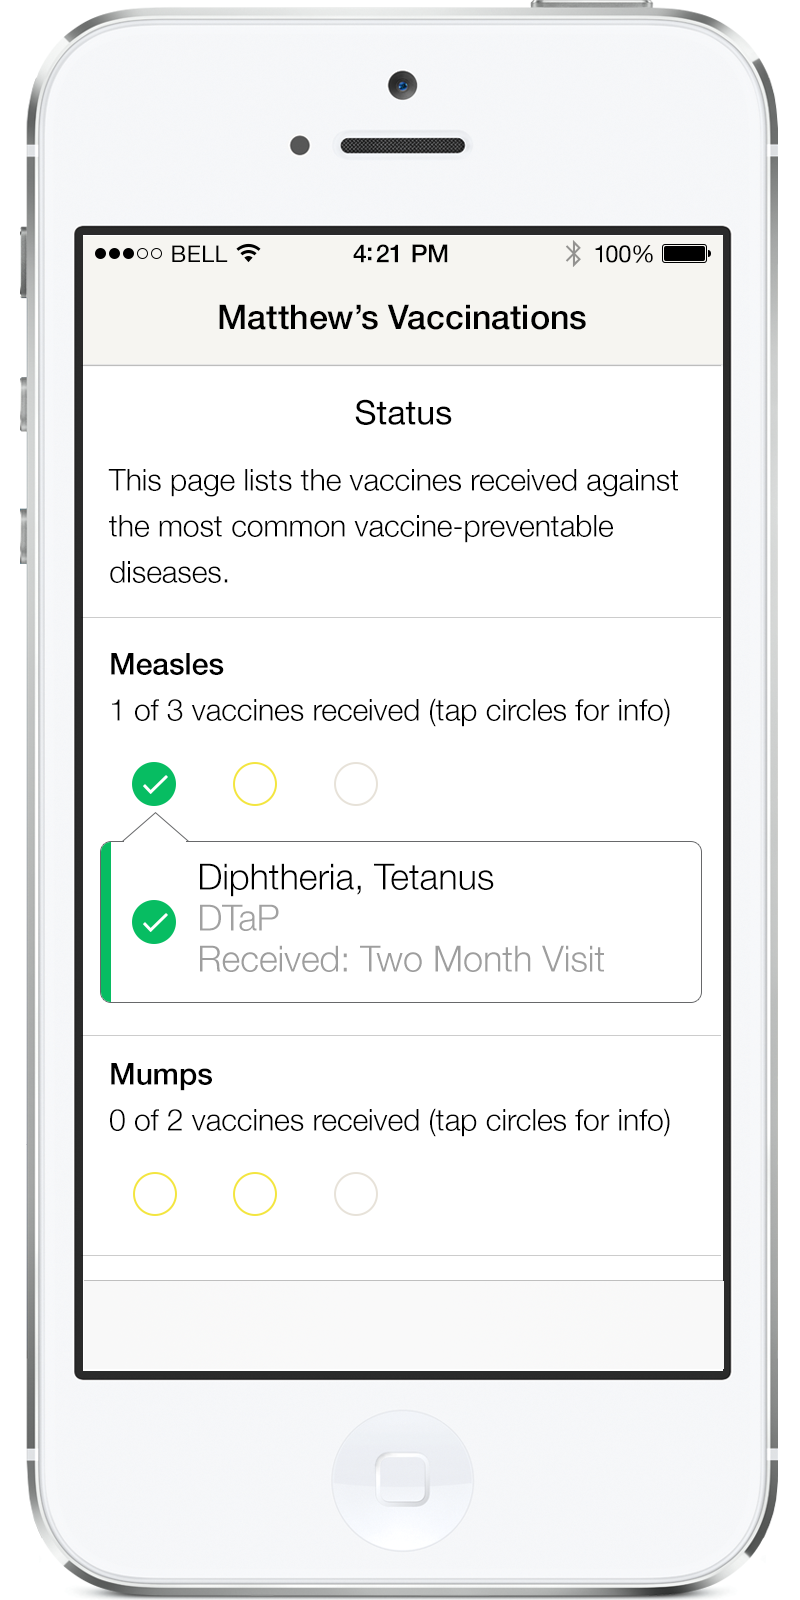 BELL 4:21 PM 100%
Matthew's Vaccinations
Status
This page lists the vaccines received against
the most common vaccine-preventable
diseases.
Measles
1 of 3 vaccines received (tap circles for info)
Diphtheria, Tetanus
DTaP
Received: Two Month Visit
Mumps
0 of 2 vaccines received (tap circles for info)